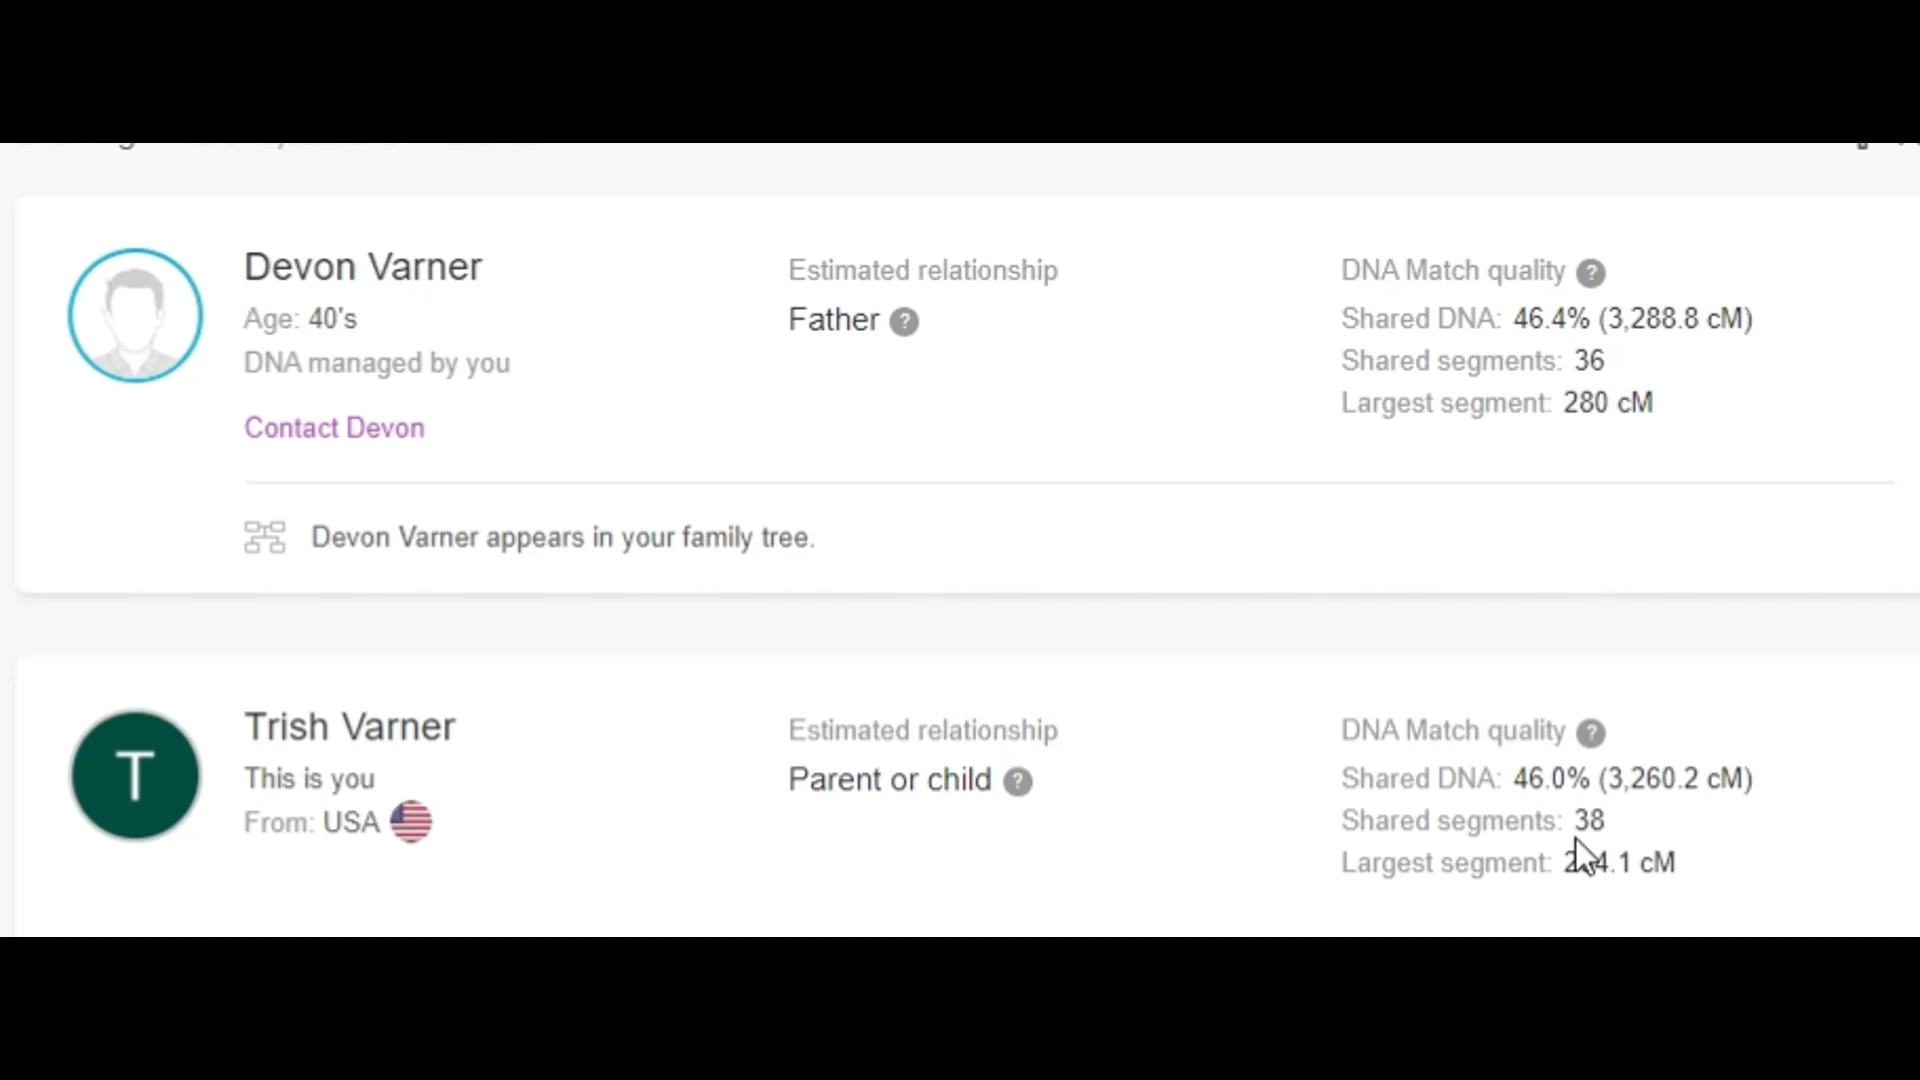 Devon Varner
Age: 40's
DNA managed by you
Contact Devon
Estimated relationship
Father ?
DNA Match quality ?
Shared DNA: 46.4% (3,288.8 cM)
Shared segments: 36
Largest segment: 280 cM
Devon Varner appears in your family tree.
T
Trish Varner
This is you
From: USA
Estimated relationship
Parent or child ?
DNA Match quality ?
Shared DNA: 46.0% (3,260.2 cM)
Shared segments: 38
Largest segment: cM